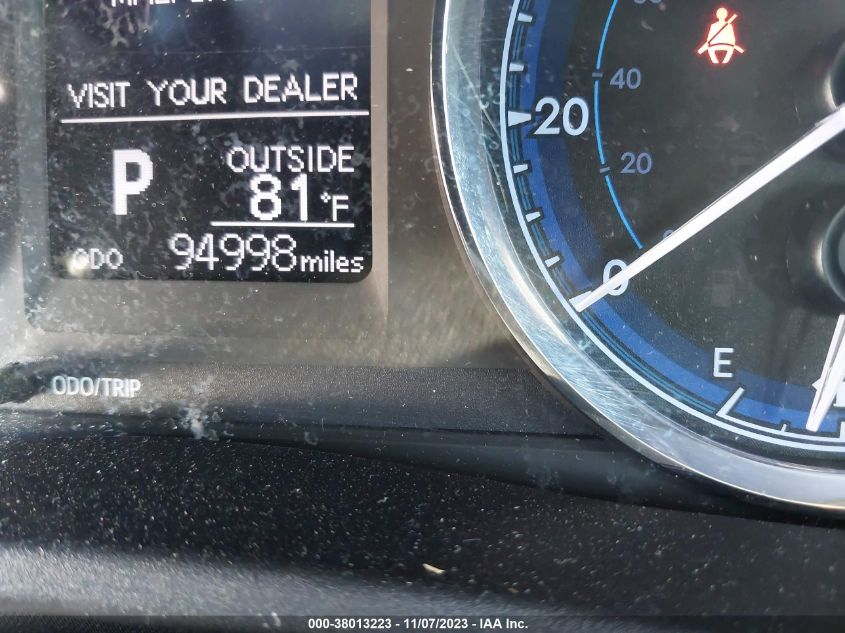 VISIT YOUR DEALER
P
OUTSIDE
81°F
ODO 94998 miles
ODO/TRIP
40
20
20
0
E
000-38013223 - 11/07/2023 - IAA Inc.